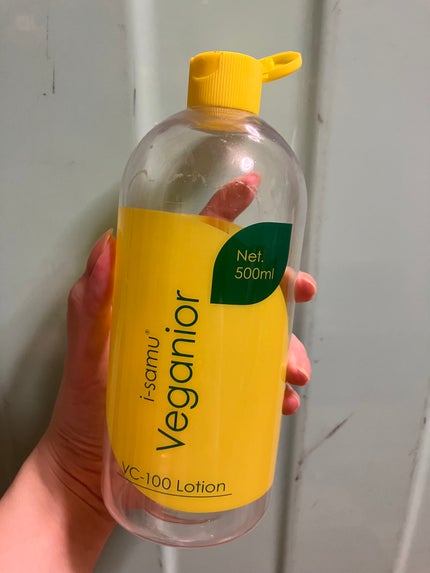 Net.
500ml
i-samu®
Veganior
VC-100 Lotion